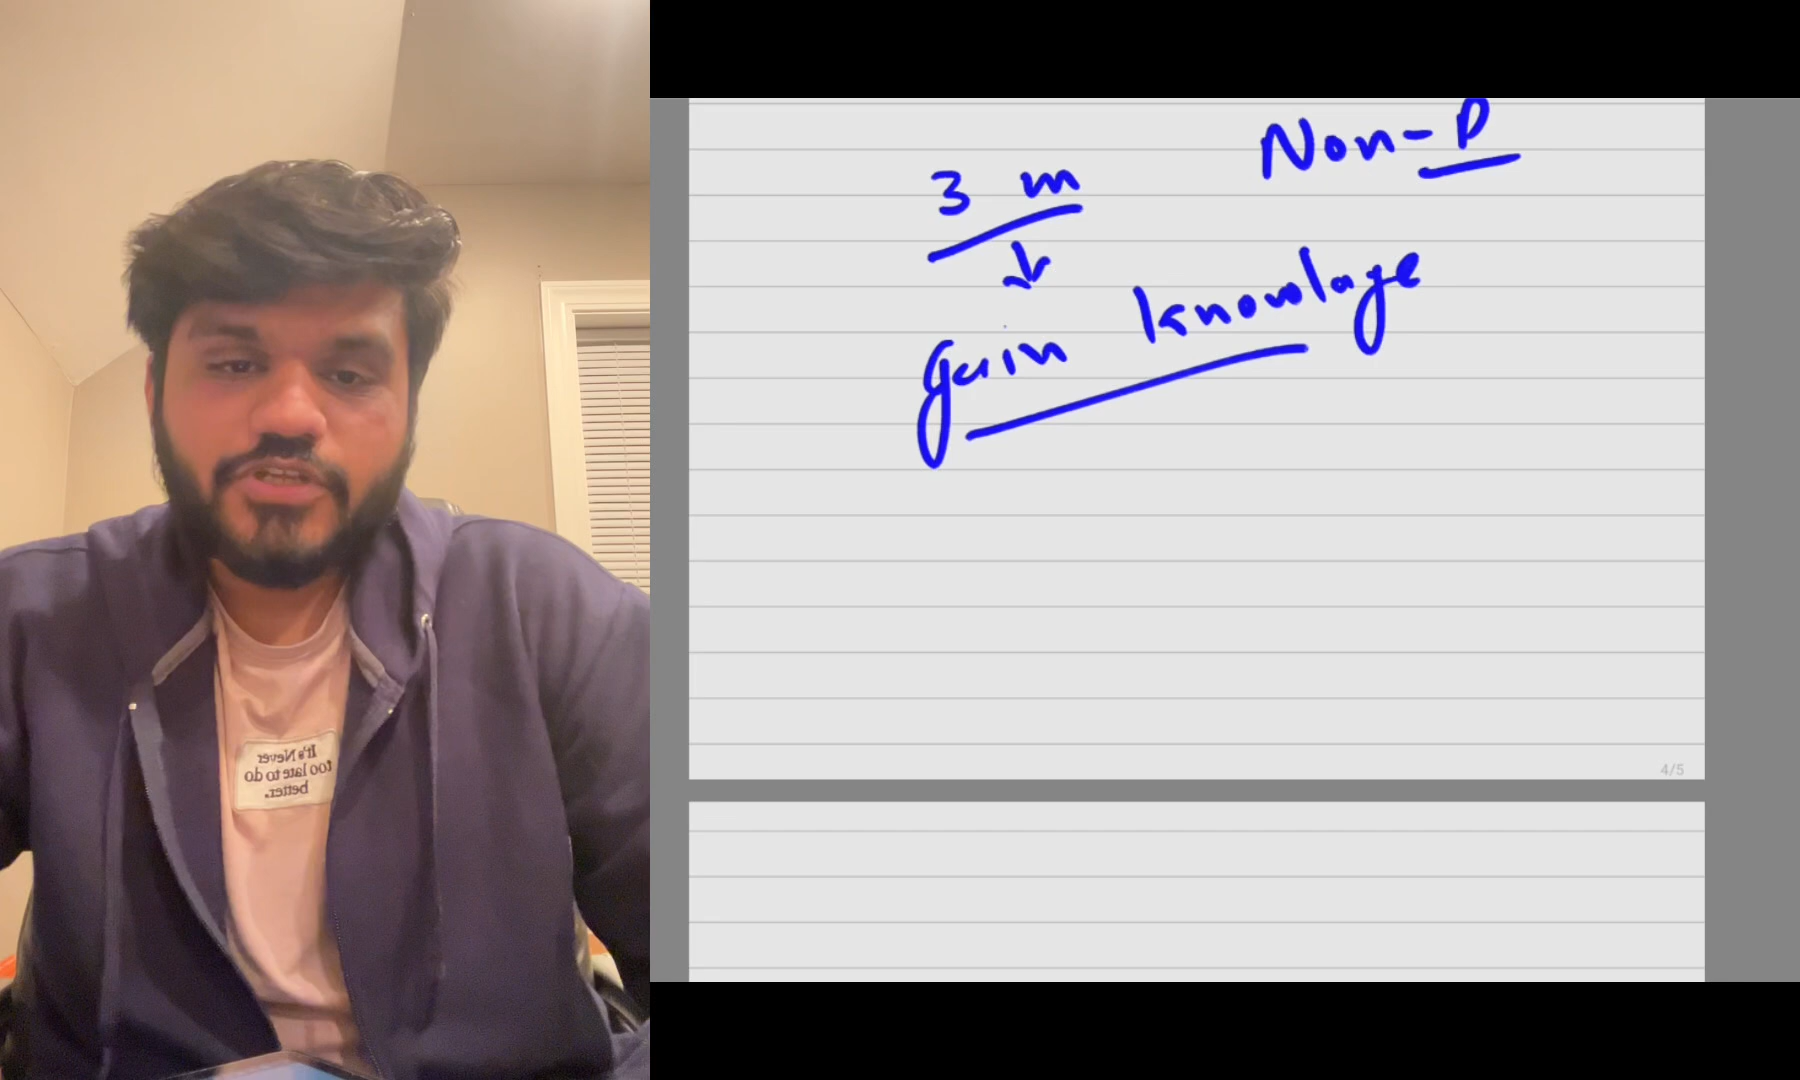 Non-P
3 m
gain knowlage
4/5
It's Never
too late to do
better.